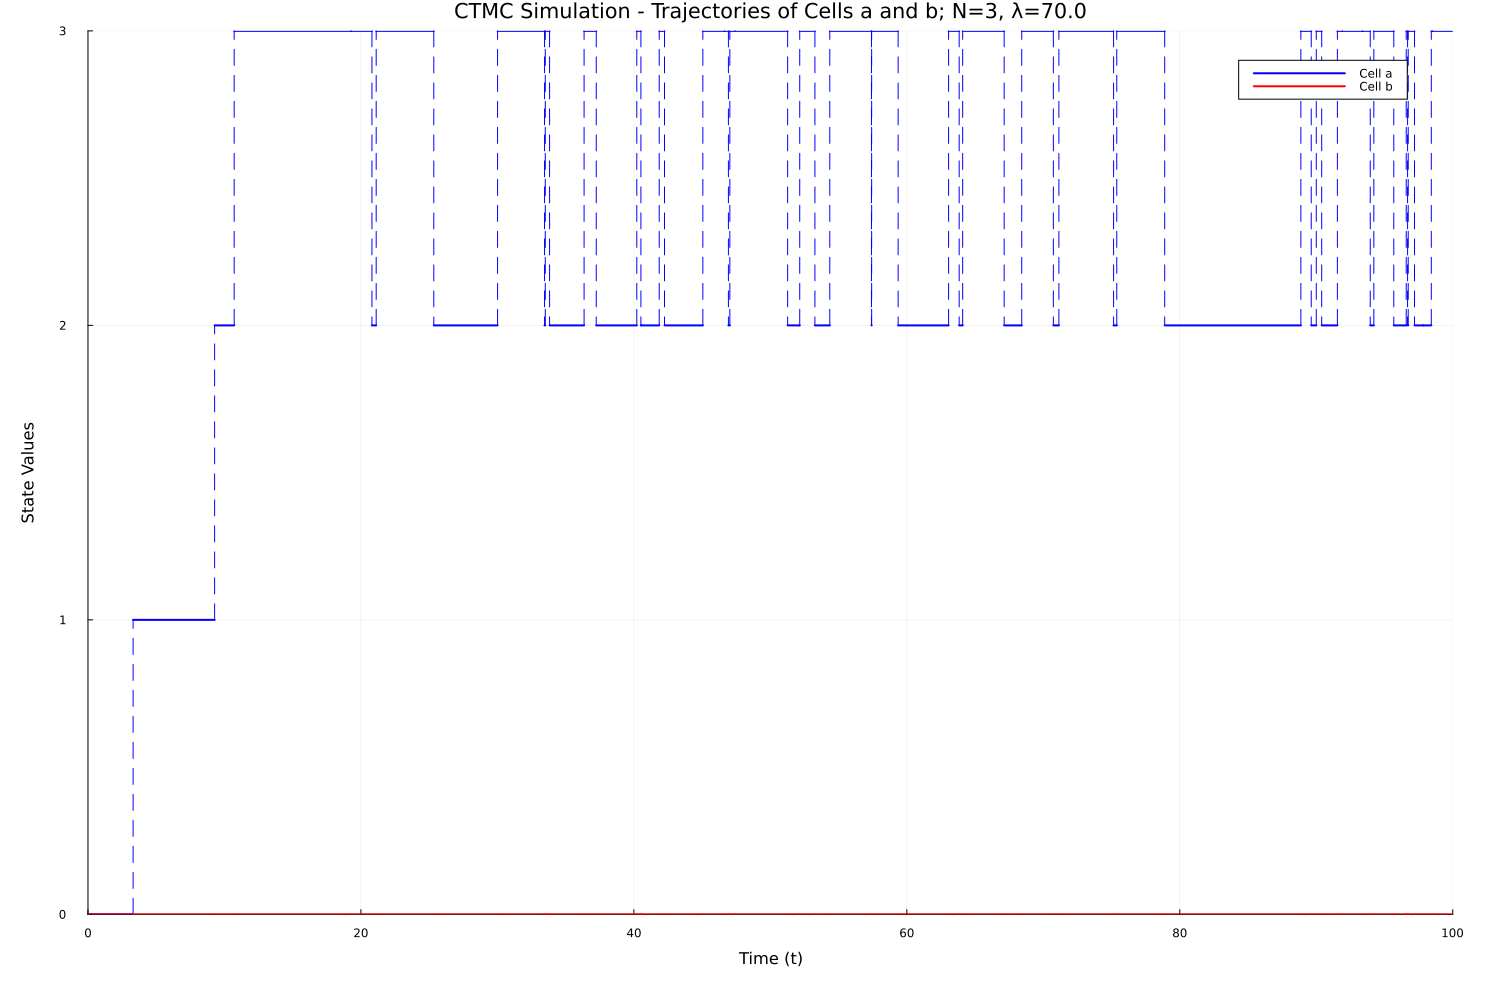 CTMC Simulation - Trajectories of Cells a and b; N=3, λ=70.0
3
Cell a
Cell b
2
State Values
1
0
0 20 40 60 80 100
Time (t)